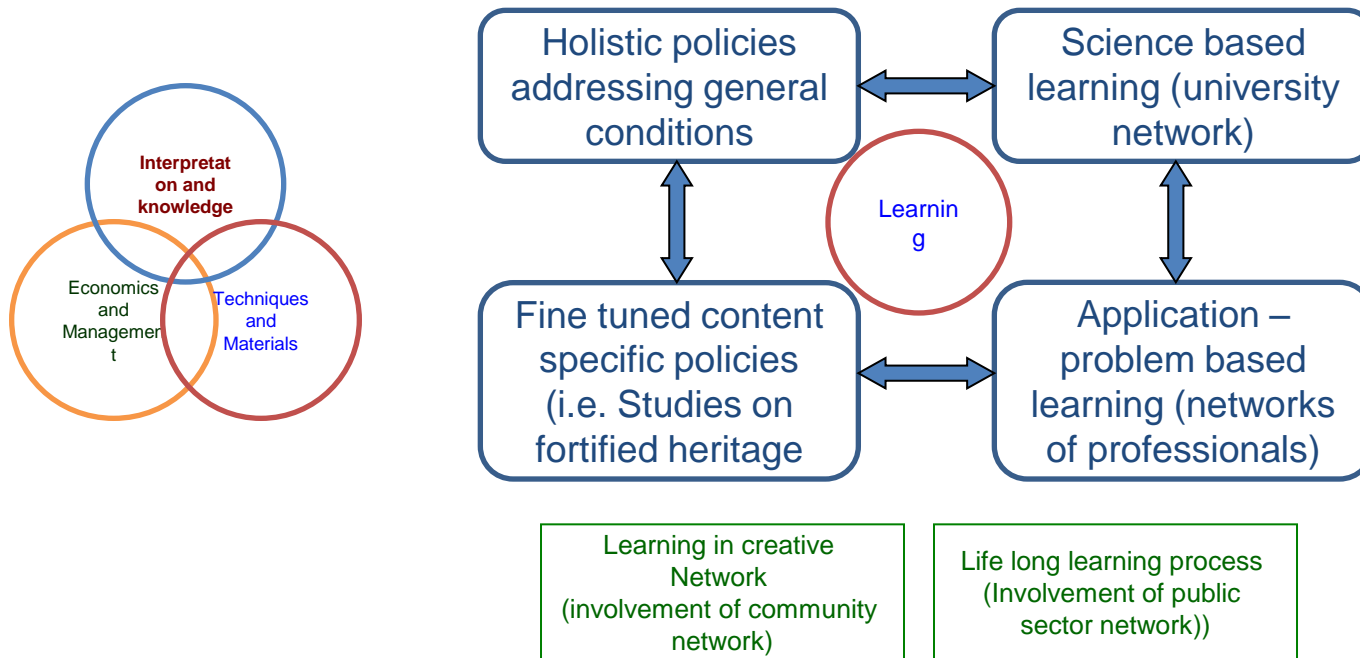 Interpretat
on and
knowledge
Economics
and
Managemen
t
Techniques
and
Materials
Holistic policies
addressing general
conditions
Science based
learning (university
network)
Learnin
g
Fine tuned content
specific policies
(i.e. Studies on
fortified heritage
Application –
problem based
learning (networks
of professionals)
Learning in creative
Network
(involvement of community
network)
Life long learning process
(Involvement of public
sector network))